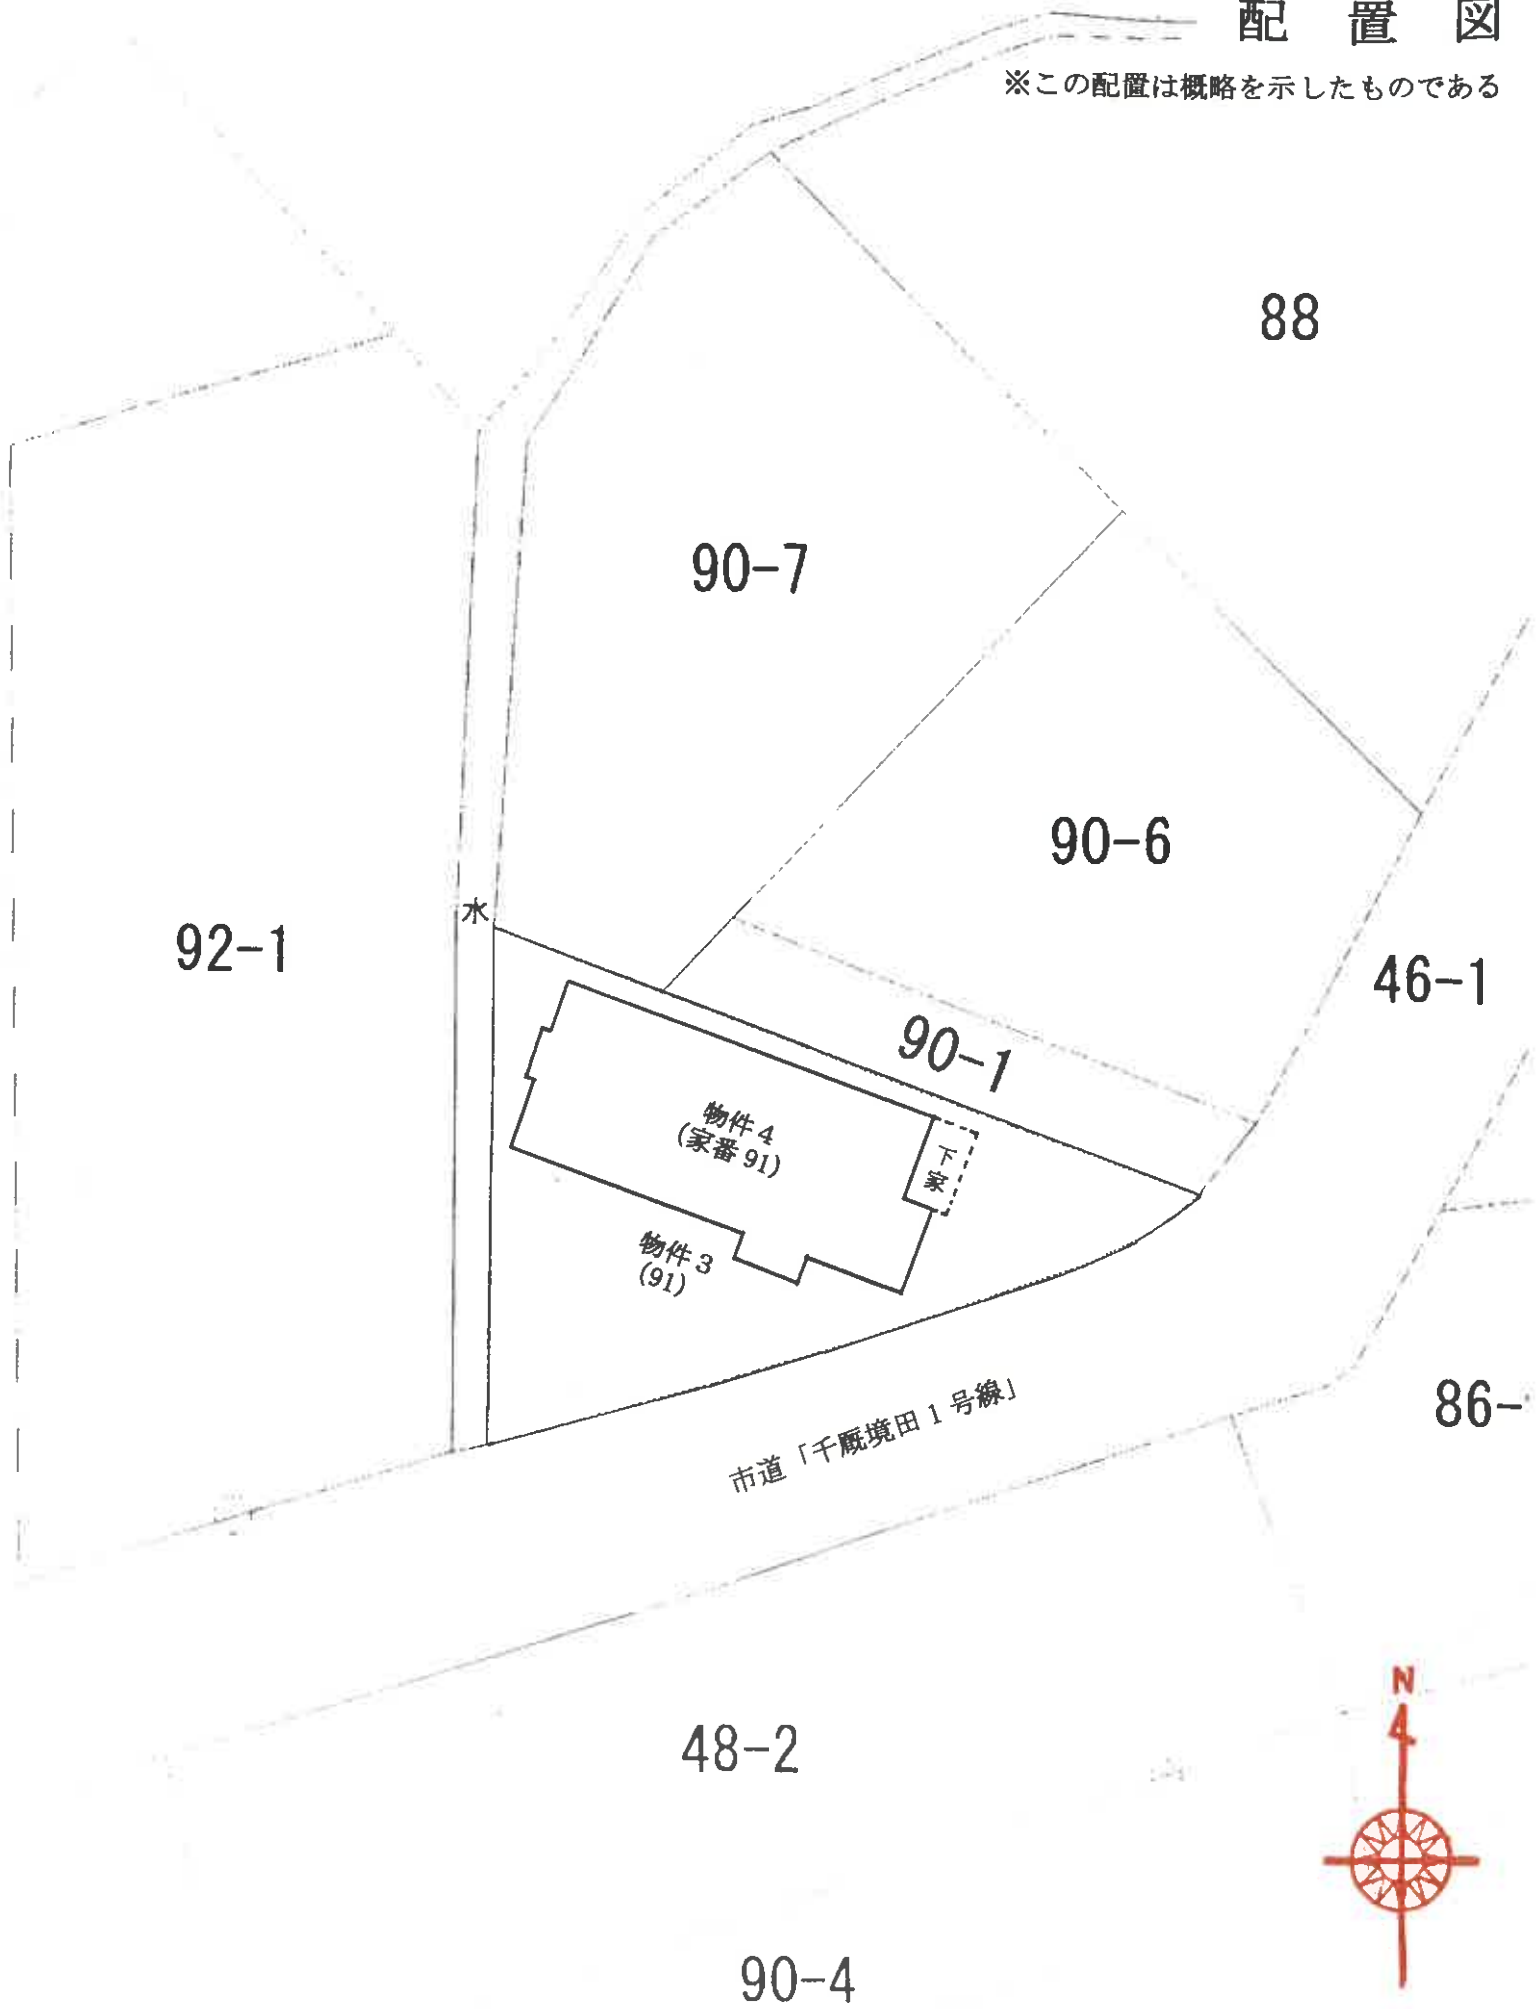 配置図
※この配置は概略を示したものである
88
90-7
90-6
水
92-1
46-1
90-1
物件4
(家番91)
下家
物件3
(91)
86-
市道「千厩境田1号線」
N
48-2
90-4